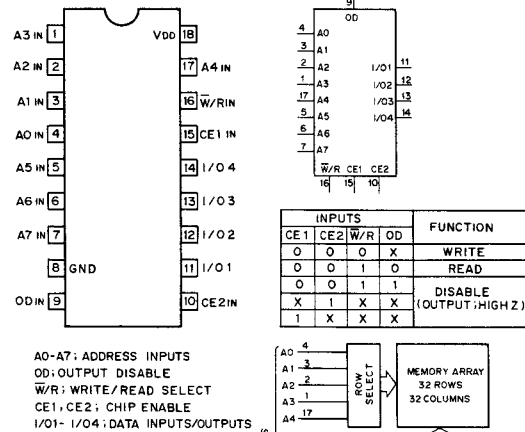 A3 IN 1
A2 IN 2
A1 IN 3
A0 IN 4
A5 IN 5
A6 IN 6
A7 IN 7
8 GND
OD IN 9
VDD 18
17 A4 IN
16 W̅/R IN
15 CE1 IN
14 I/O4
13 I/O3
12 I/O2
11 I/O1
10 CE2 IN
9
OD
4 A0
3 A1
2 A2
1 A3
17 A4
5 A5
6 A6
7 A7
I/O1 11
I/O2 12
I/O3 13
I/O4 14
W̅/R CE1 CE2
16 15 10
INPUTS FUNCTION
CE1 CE2 W̅/R OD
0 0 0 X WRITE
0 0 1 0 READ
0 0 1 1 DISABLE
X 1 X X (OUTPUT;HIGH Z)
1 X X X
A0-A7; ADDRESS INPUTS
OD; OUTPUT DISABLE
W̅/R; WRITE/READ SELECT
CE1, CE2; CHIP ENABLE
I/O1- I/O4; DATA INPUTS/OUTPUTS
A0 4
A1 3
A2 2
A3 1
A4 17
ROW
SELECT
MEMORY ARRAY
32 ROWS
32 COLUMNS